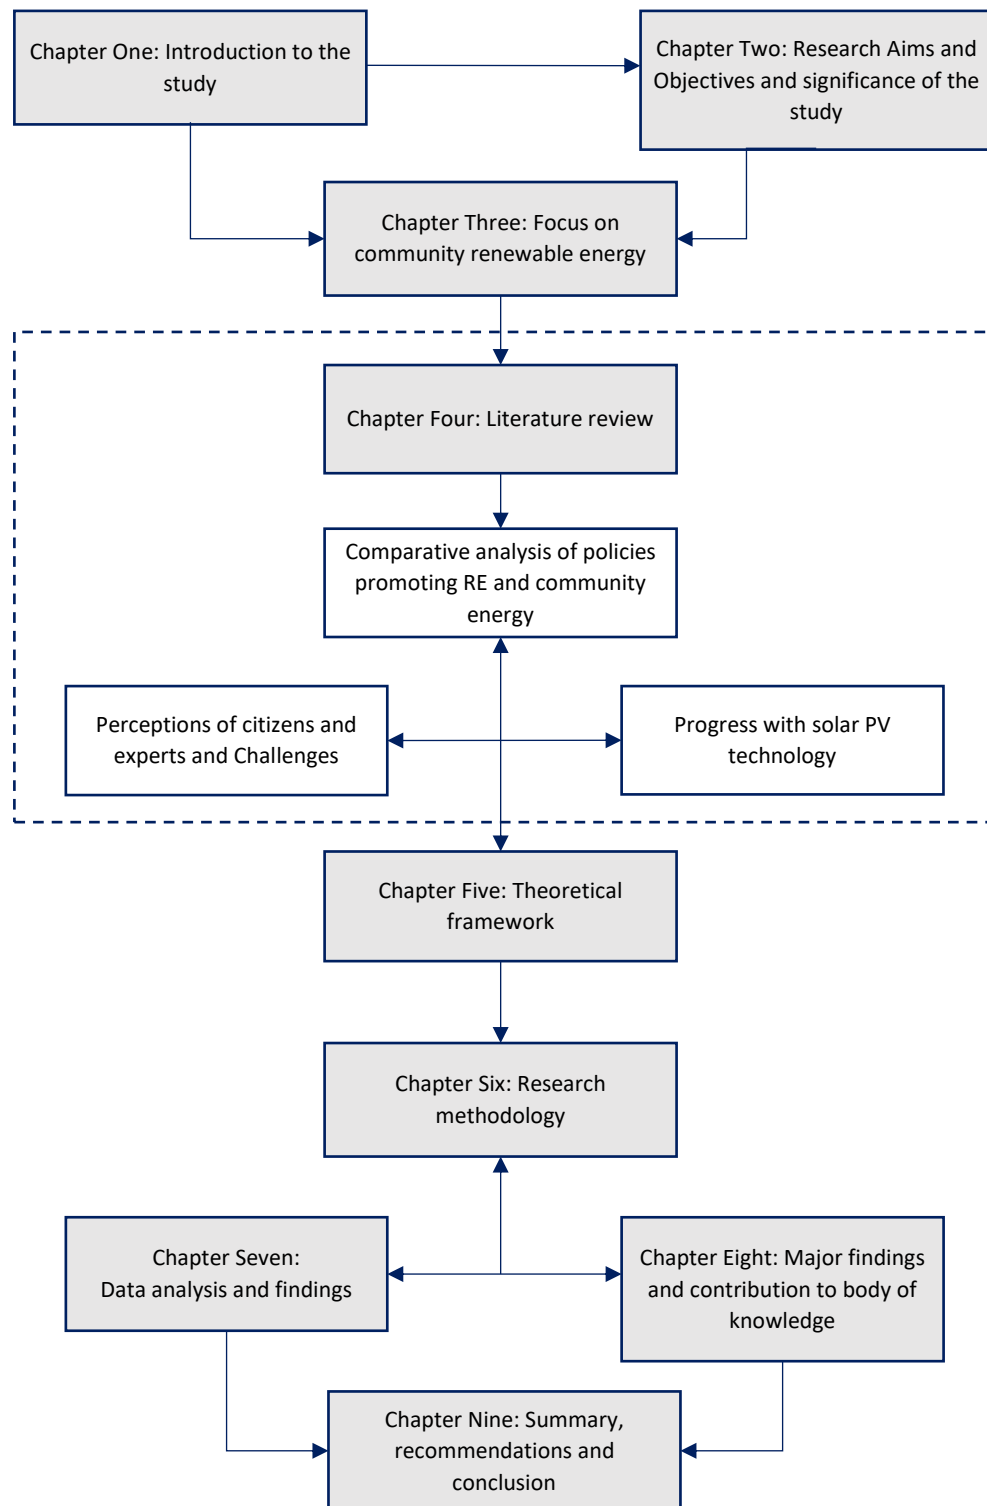 Chapter One: Introduction to the
study
Chapter Two: Research Aims and
Objectives and significance of the
study
Chapter Three: Focus on
community renewable energy
Chapter Four: Literature review
Comparative analysis of policies
promoting RE and community
energy
Perceptions of citizens and
experts and Challenges
Progress with solar PV
technology
Chapter Five: Theoretical
framework
Chapter Six: Research
methodology
Chapter Seven:
Data analysis and findings
Chapter Eight: Major findings
and contribution to body of
knowledge
Chapter Nine: Summary,
recommendations and
conclusion